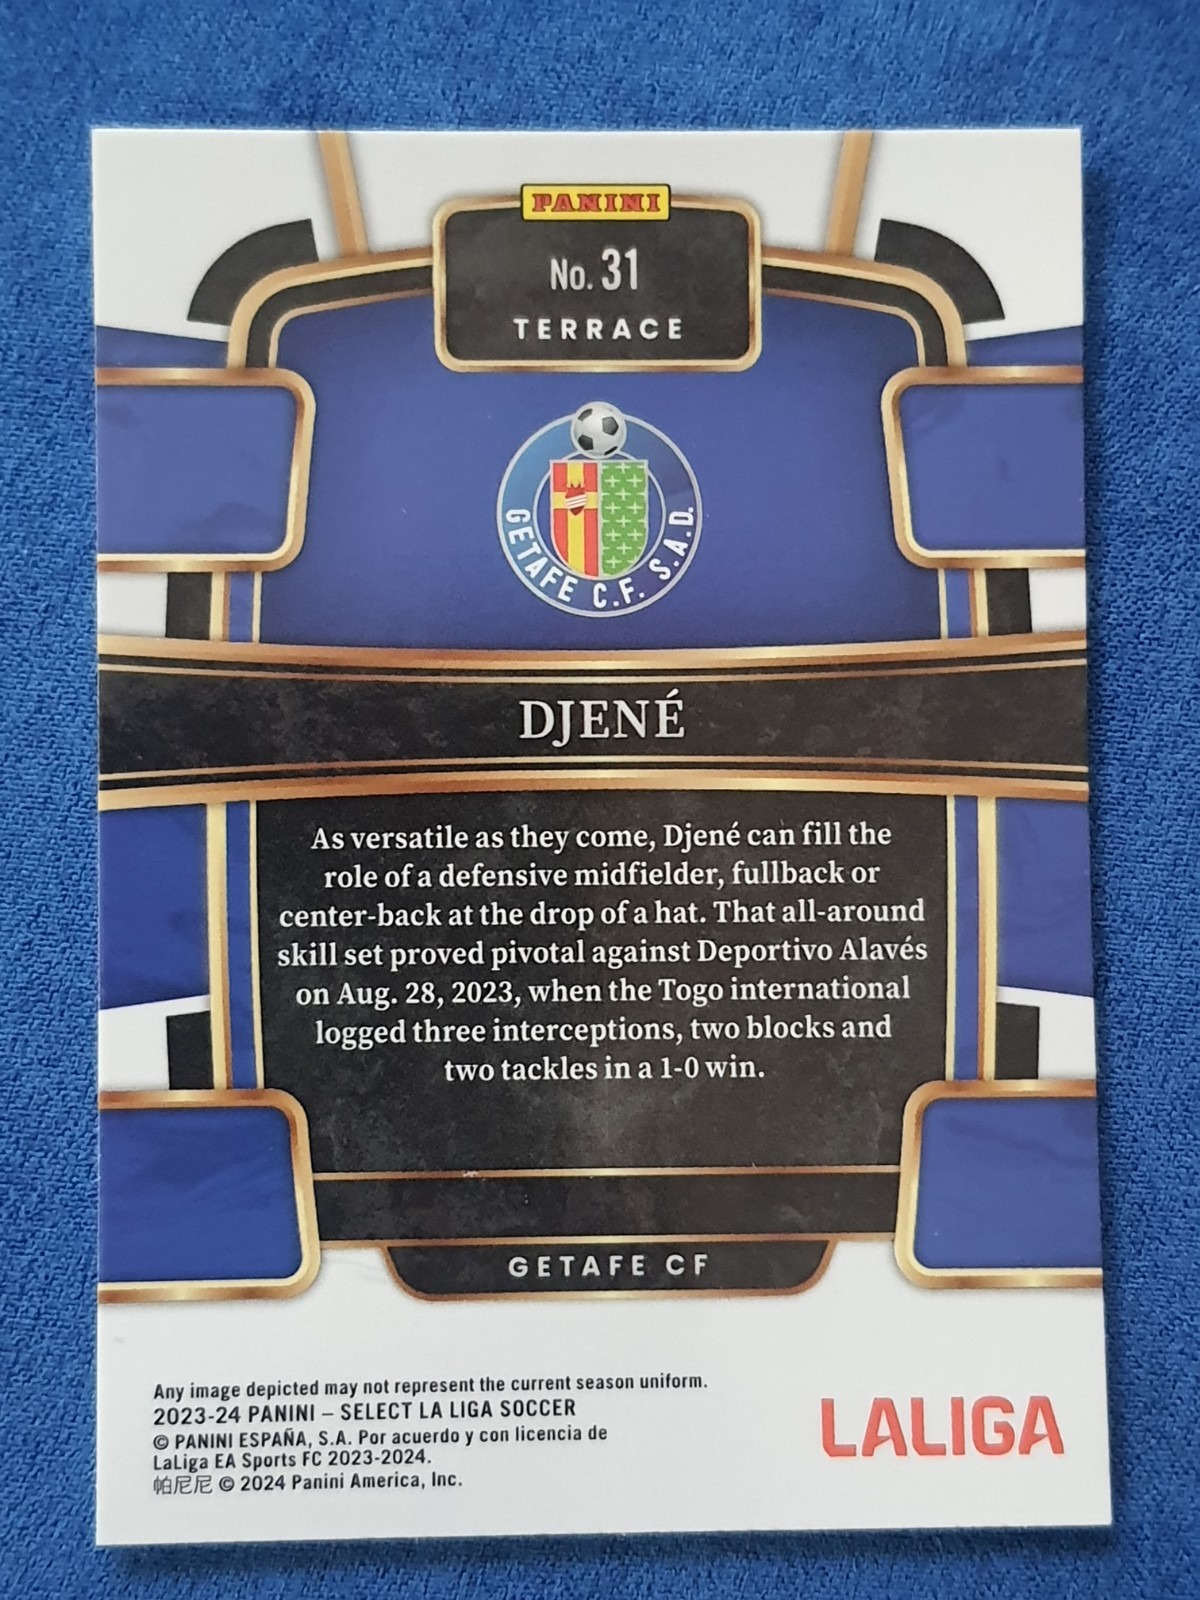 PANINI
No. 31
TERRACE
GETAFE C.F. S.A.D.
DJENÉ
As versatile as they come, Djené can fill the
role of a defensive midfielder, fullback or
center-back at the drop of a hat. That all-around
skill set proved pivotal against Deportivo Alavés
on Aug. 28, 2023, when the Togo international
logged three interceptions, two blocks and
two tackles in a 1-0 win.
GETAFE CF
Any image depicted may not represent the current season uniform.
2023-24 PANINI – SELECT LA LIGA SOCCER
© PANINI ESPAÑA, S.A. Por acuerdo y con licencia de
LaLiga EA Sports FC 2023-2024.
帕尼尼 © 2024 Panini America, Inc.
LALIGA